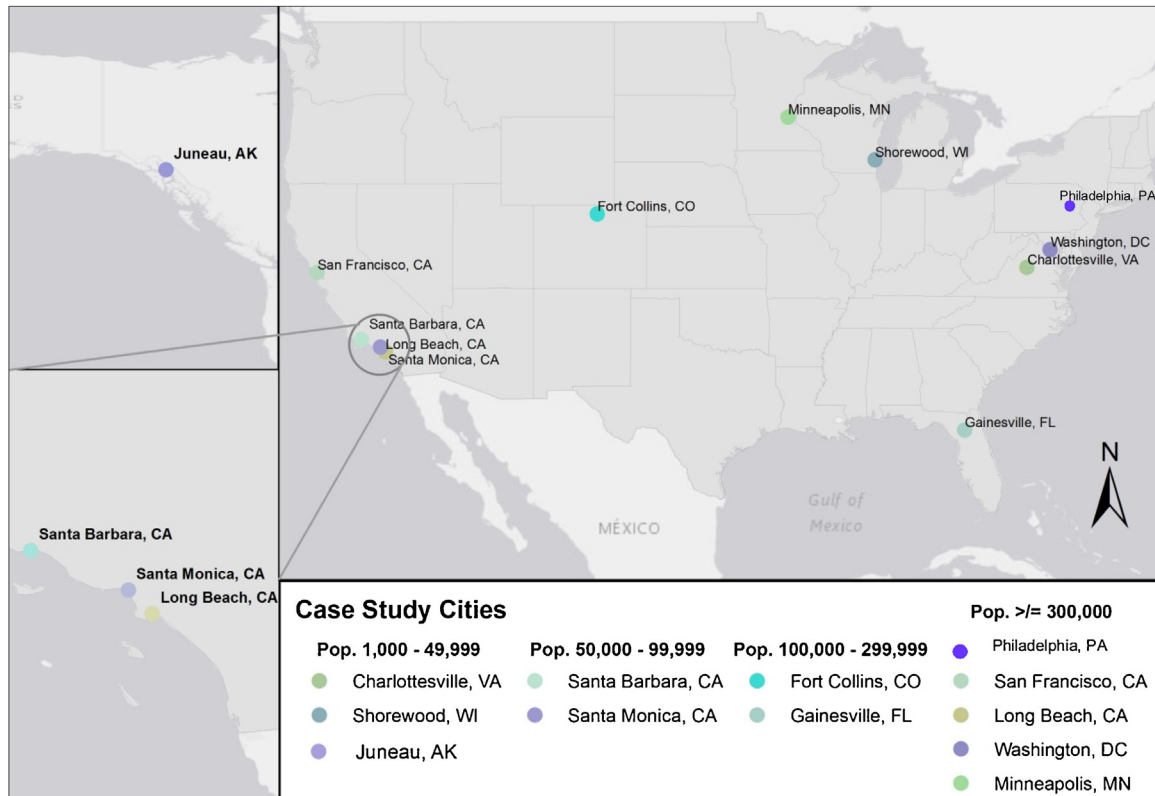 D
S
Juneau, AK
Minneapolis, MN
Shorewood, WI
Philadelphia, PA
Fort Collins, CO
Washington, DC
Charlottesville, VA
San Francisco, CA
Santa Barbara, CA
Long Beach, CA
Santa Monica, CA
Gainesville, FL
N
Gulf of
Mexico
MÉXICO
Santa Barbara, CA
Santa Monica, CA
Long Beach, CA
Case Study Cities
Pop. 1,000 - 49,999
Charlottesville, VA
Shorewood, WI
Juneau, AK
Pop. 50,000 - 99,999
Santa Barbara, CA
Santa Monica, CA
Pop. 100,000 - 299,999
Fort Collins, CO
Gainesville, FL
Pop. >/= 300,000
Philadelphia, PA
San Francisco, CA
Long Beach, CA
Washington, DC
Minneapolis, MN